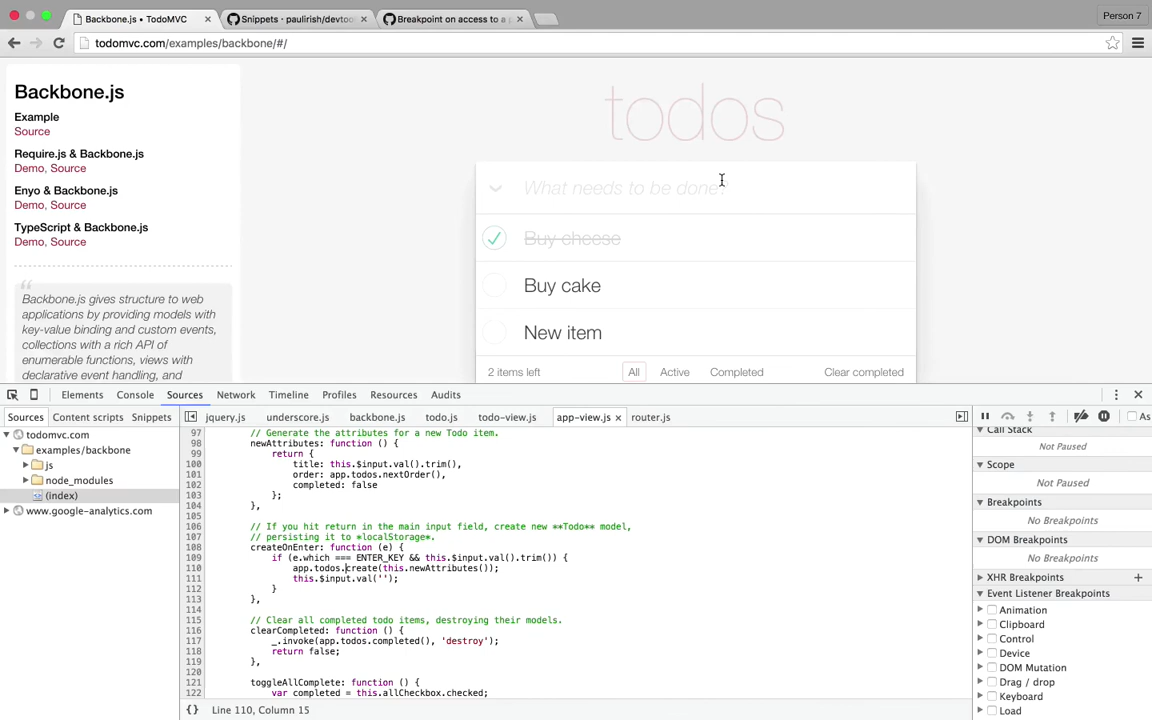 Backbone.js • TodoMVC
Snippets · paulirish/devtoo
Breakpoint on access to a p
Person 7
todomvc.com/examples/backbone/#/
Backbone.js
Example
Source
Require.js & Backbone.js
Demo, Source
Enyo & Backbone.js
Demo, Source
TypeScript & Backbone.js
Demo, Source
Backbone.js gives structure to web
applications by providing models with
key-value binding and custom events,
collections with a rich API of
enumerable functions, views with
declarative event handling, and
todos
What needs to be done?
Buy cheese
Buy cake
New item
2 items left All Active Completed Clear completed
Elements Console Sources Network Timeline Profiles Resources Audits
Sources Content scripts Snippets
jquery.js underscore.js backbone.js todo.js todo-view.js app-view.js router.js
As
todomvc.com
examples/backbone
js
node_modules
(index)
www.google-analytics.com
97 // Generate the attributes for a new Todo item.
98 newAttributes: function () {
99 return {
100 title: this.$input.val().trim(),
101 order: app.todos.nextOrder(),
102 completed: false
103 };
104 },
105
106 // If you hit return in the main input field, create new **Todo** model,
107 // persisting it to *localStorage*.
108 createOnEnter: function (e) {
109 if (e.which === ENTER_KEY && this.$input.val().trim()) {
110 app.todos.create(this.newAttributes());
111 this.$input.val('');
112 }
113 },
114
115 // Clear all completed todo items, destroying their models.
116 clearCompleted: function () {
117 _.invoke(app.todos.completed(), 'destroy');
118 return false;
119 },
120
121 toggleAllComplete: function () {
122 var completed = this.allCheckbox.checked;
{} Line 110, Column 15
Call Stack
Not Paused
Scope
Not Paused
Breakpoints
No Breakpoints
DOM Breakpoints
No Breakpoints
XHR Breakpoints +
Event Listener Breakpoints
Animation
Clipboard
Control
Device
DOM Mutation
Drag / drop
Keyboard
Load